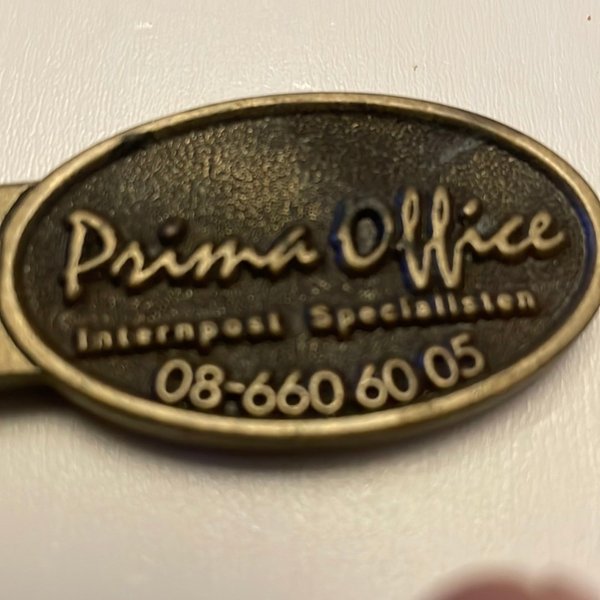 Prima Office
Internpost Specialisten
08-660 60 05